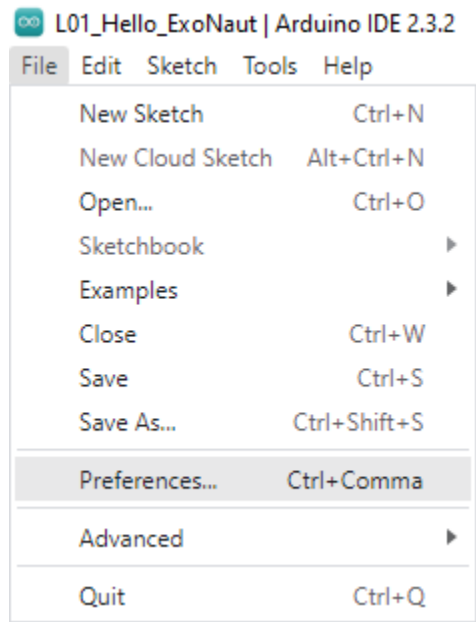 L01_Hello_ExoNaut | Arduino IDE 2.3.2
File Edit Sketch Tools Help
New Sketch Ctrl+N
New Cloud Sketch Alt+Ctrl+N
Open... Ctrl+O
Sketchbook
Examples
Close Ctrl+W
Save Ctrl+S
Save As... Ctrl+Shift+S
Preferences... Ctrl+Comma
Advanced
Quit Ctrl+Q